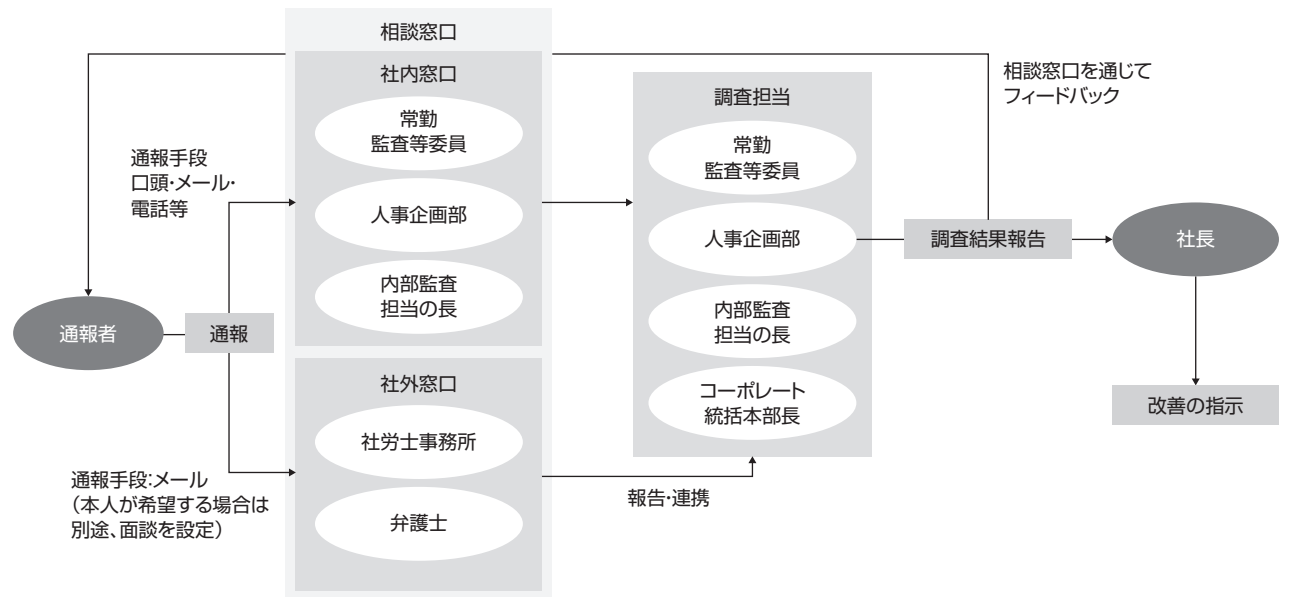 相談窓口
社内窓口
常勤
監査等委員
人事企画部
内部監査
担当の長
社外窓口
社労士事務所
弁護士
通報手段
口頭・メール・
電話等
通報者
通報
通報手段:メール
(本人が希望する場合は
別途、面談を設定)
調査担当
常勤
監査等委員
人事企画部
内部監査
担当の長
コーポレート
統括本部長
報告・連携
相談窓口を通じて
フィードバック
調査結果報告
社長
改善の指示